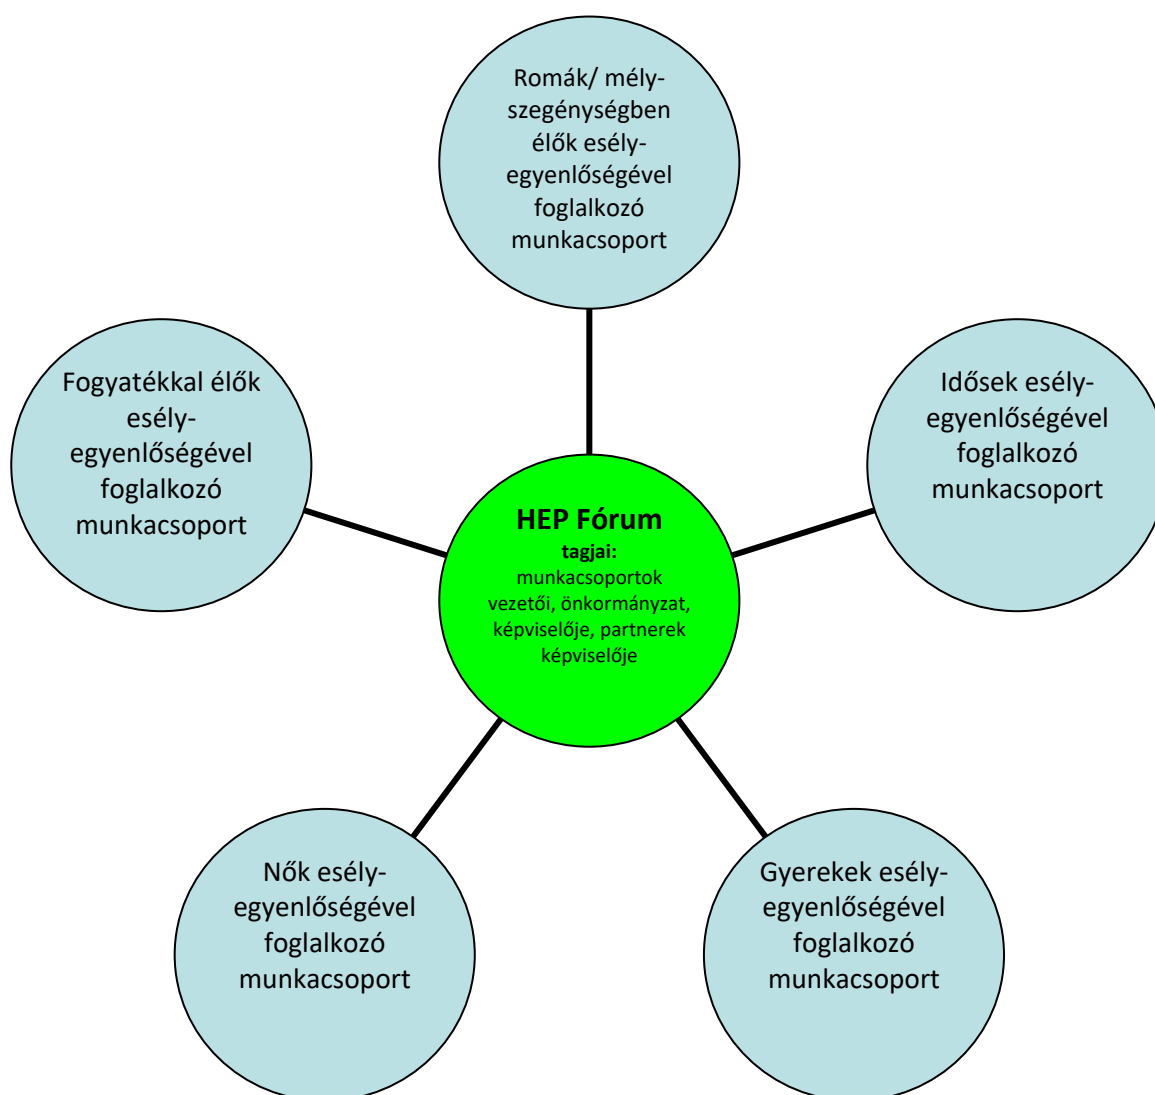 Romák/ mély-
szegénységben
élők esély-
egyenlőségével
foglalkozó
munkacsoport
Fogyatékkal élők
esély-
egyenlőségével
foglalkozó
munkacsoport
Idősek esély-
egyenlőségével
foglalkozó
munkacsoport
HEP Fórum
tagjai:
munkacsoportok
vezetői, önkormányzat,
képviselője, partnerek
képviselője
Nők esély-
egyenlőségével
foglalkozó
munkacsoport
Gyerekek esély-
egyenlőségével
foglalkozó
munkacsoport